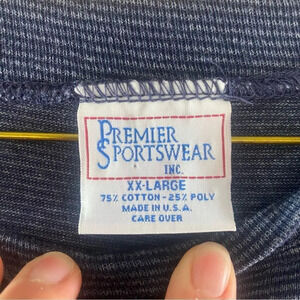 PREMIER
SPORTSWEAR
INC.
XX-LARGE
75% COTTON - 25% POLY
MADE IN U.S.A.
CARE OVER